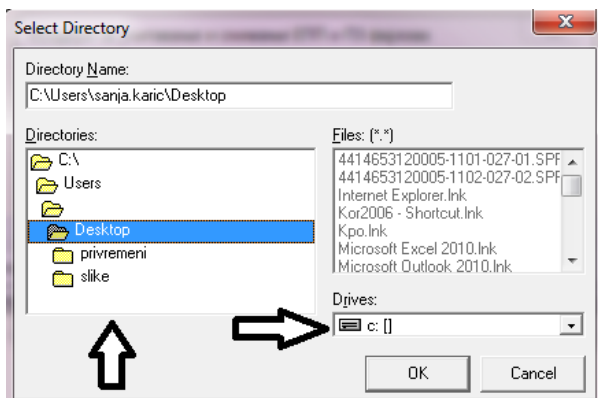 Select Directory
Directory Name:
C:\Users\sanja.karic\Desktop
Directories:
C:\
Users
Desktop
privremeni
slike
Files: (*.*)
4414653120005-1101-027-01.SPF
4414653120005-1102-027-02.SPF
Internet Explorer.lnk
Kor2006 - Shortcut.lnk
Kpo.lnk
Microsoft Excel 2010.lnk
Microsoft Outlook 2010.lnk
Drives:
c: []
OK
Cancel